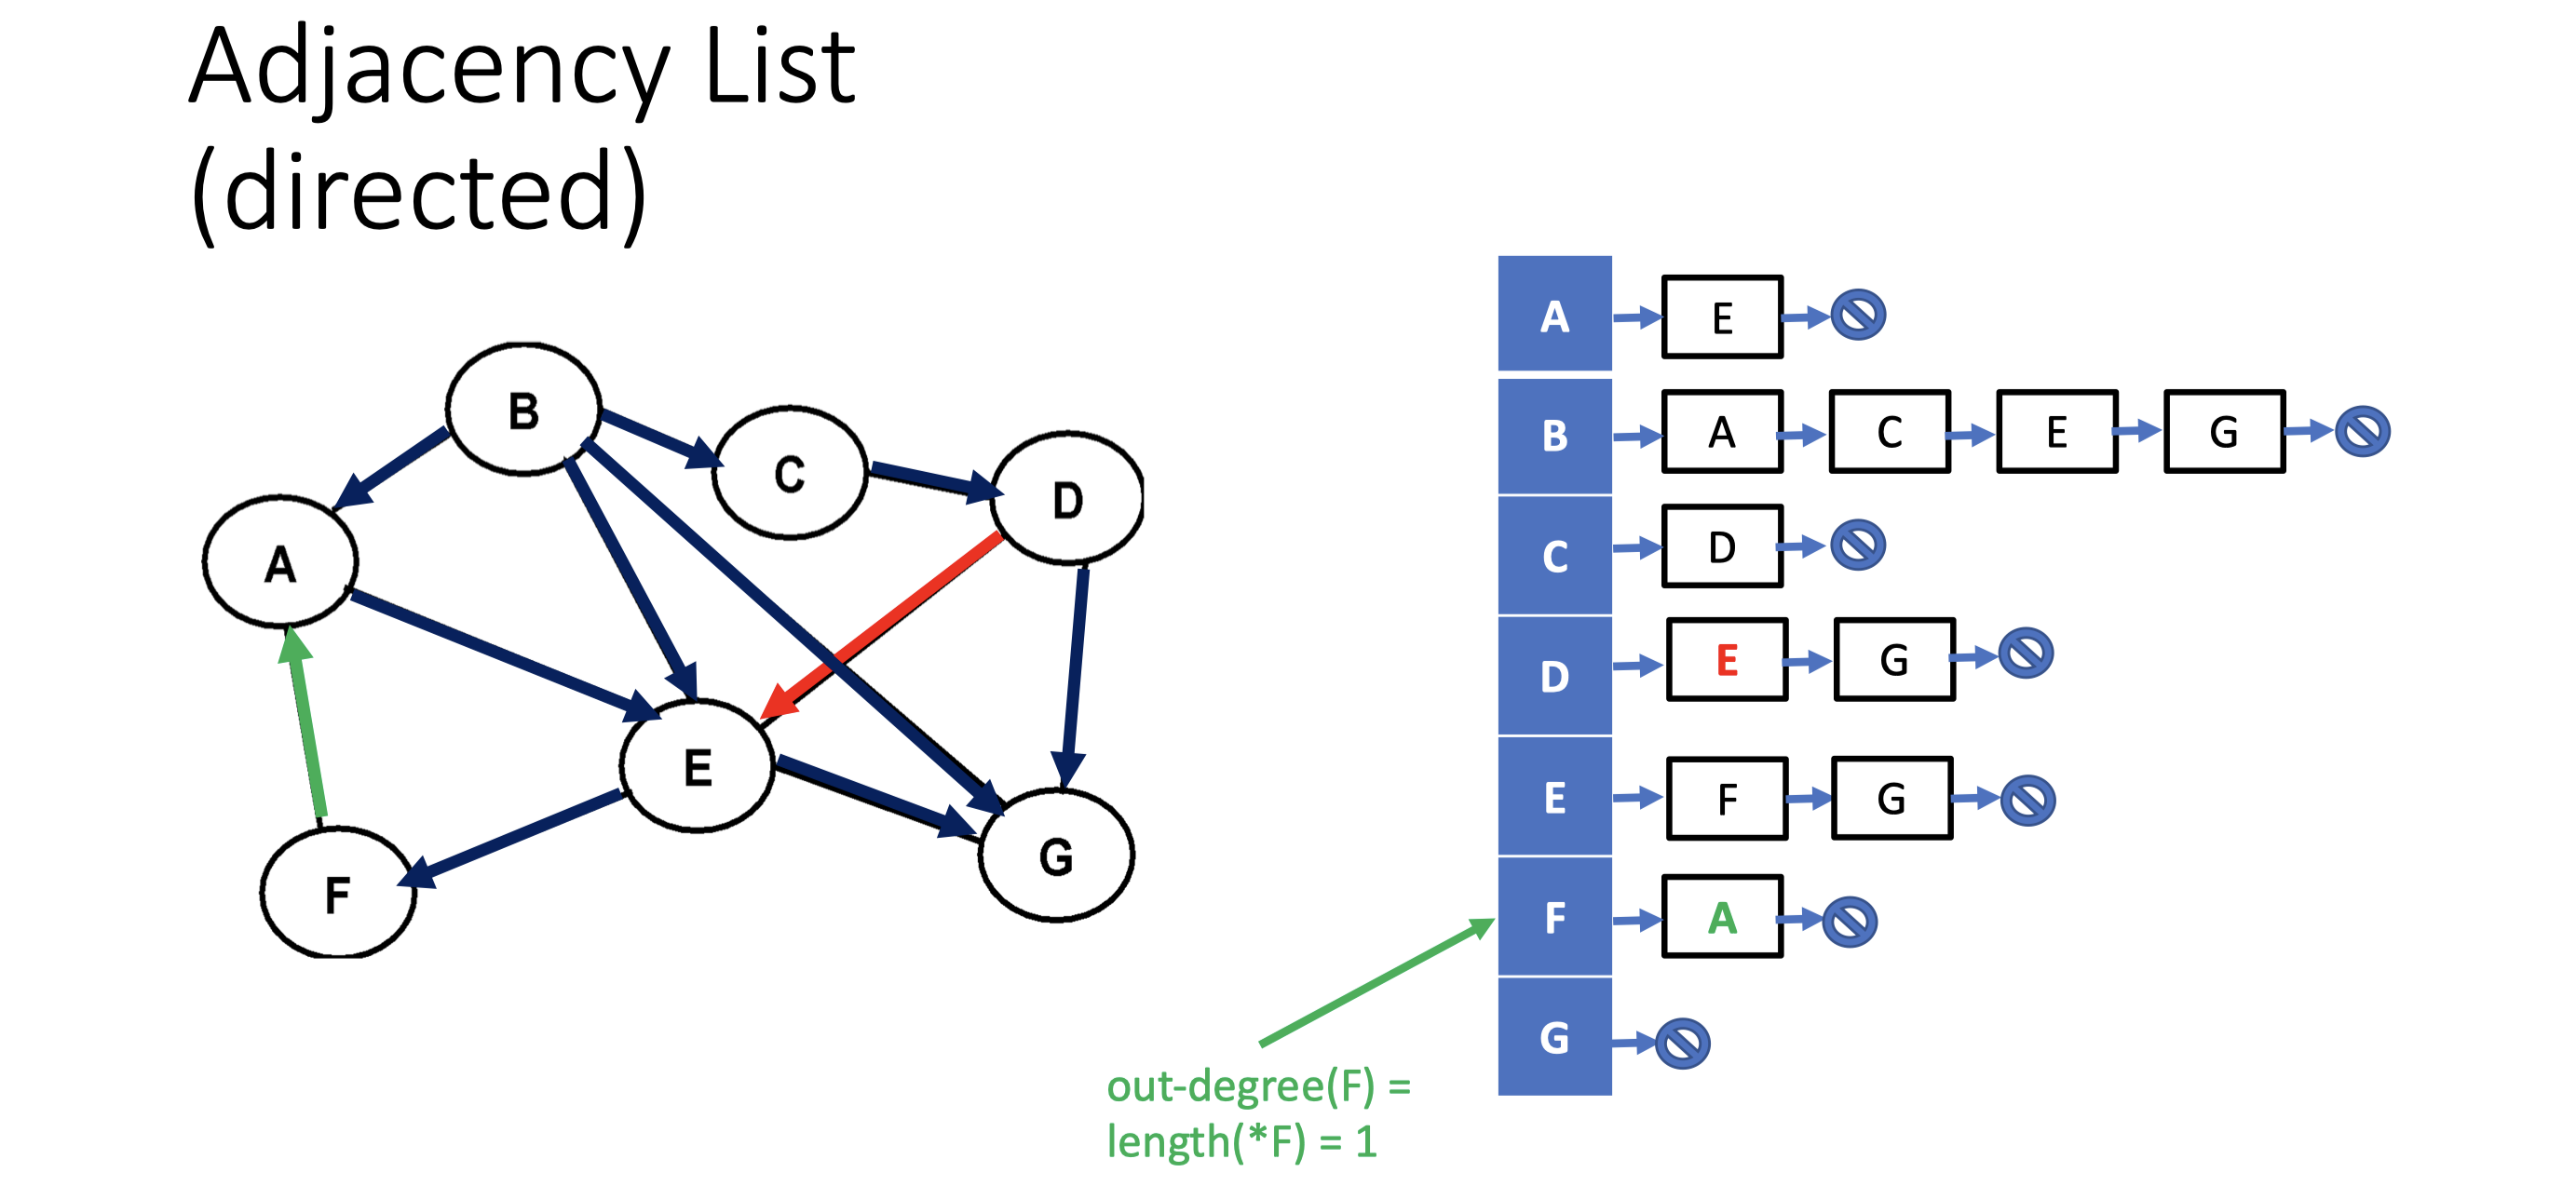 Adjacency List
(directed)
B
C
D
A
E
F
G
A E
B A C E G
C D
D E G
E F G
F A
G
out-degree(F) =
length(*F) = 1